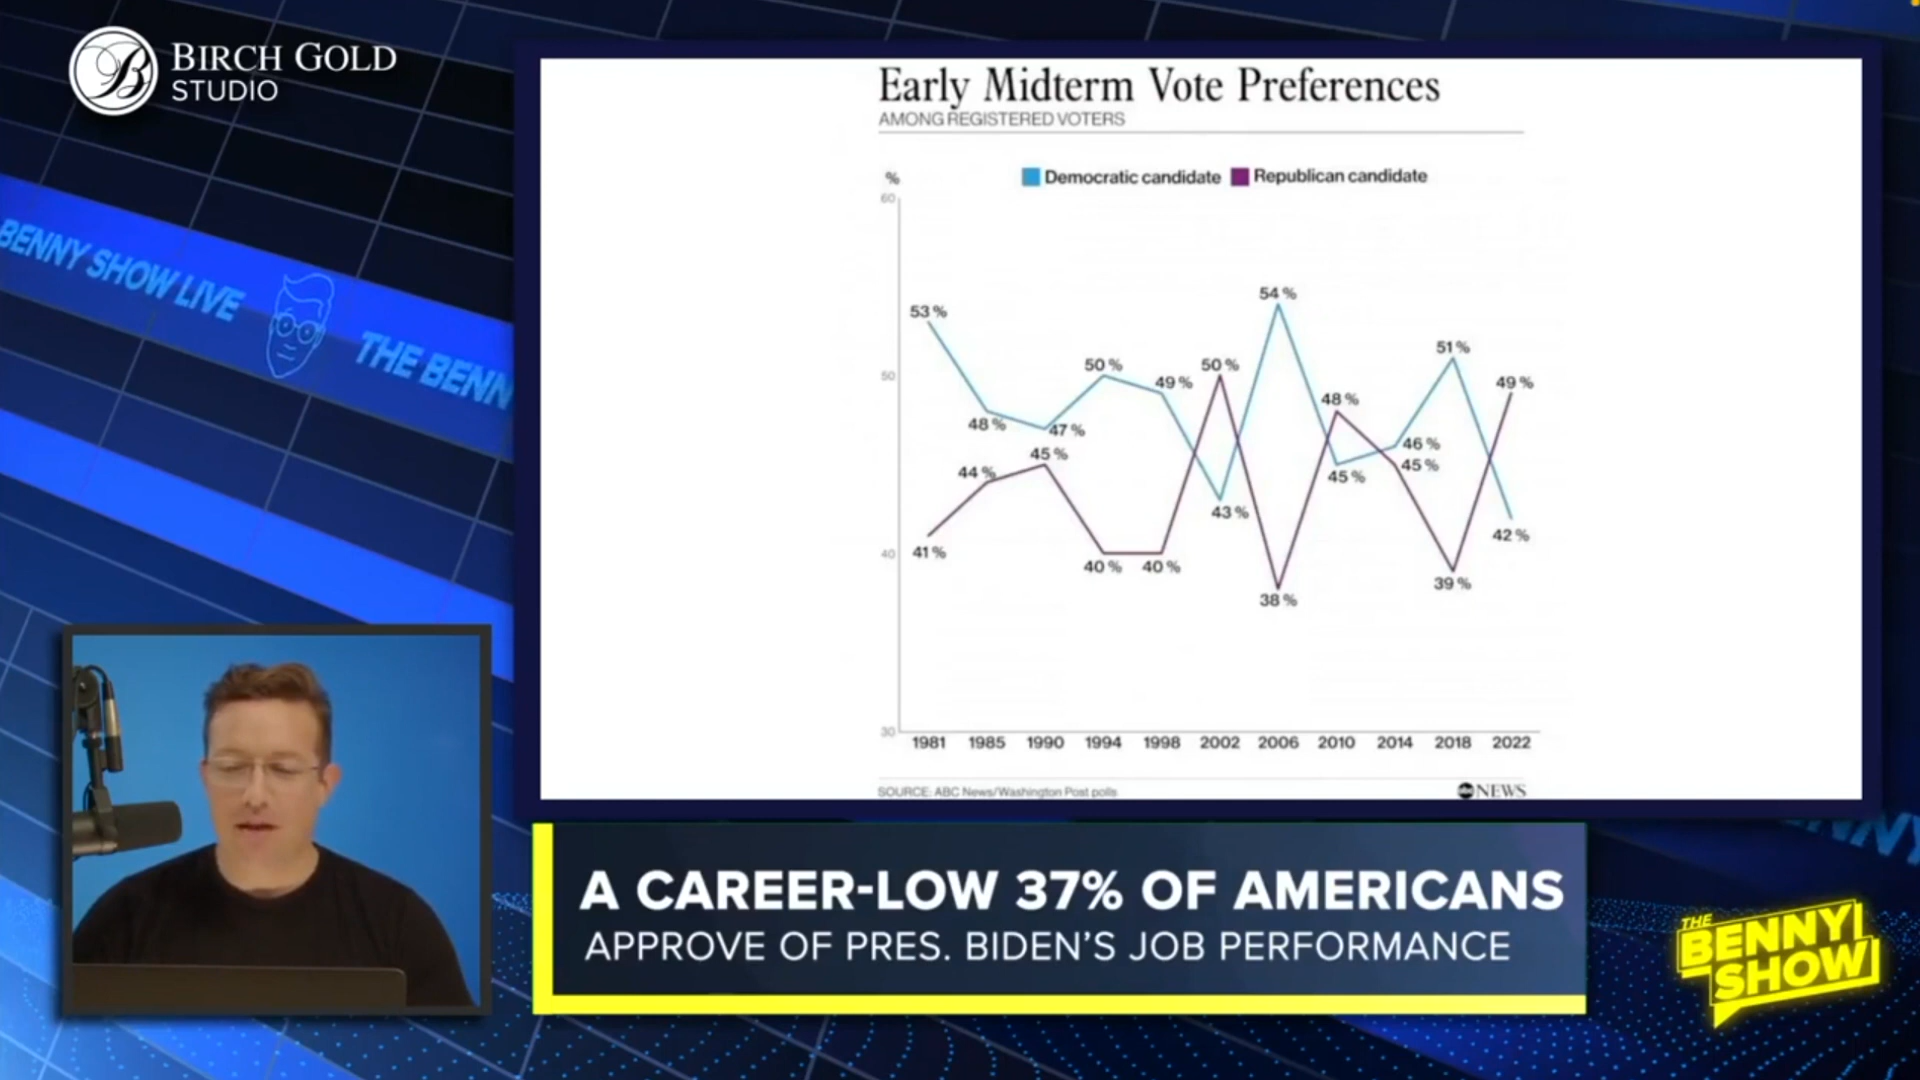 BIRCH GOLD
STUDIO
BENNY SHOW LIVE
THE BENN
Early Midterm Vote Preferences
AMONG REGISTERED VOTERS
%
Democratic candidate
Republican candidate
60
50
40
30
53 %
48 %
47 %
50 %
49 %
43 %
54 %
45 %
46 %
51 %
42 %
41 %
44 %
45 %
40 %
40 %
50 %
38 %
48 %
45 %
39 %
49 %
1981 1985 1990 1994 1998 2002 2006 2010 2014 2018 2022
SOURCE: ABC News/Washington Post polls
abc NEWS
A CAREER-LOW 37% OF AMERICANS
APPROVE OF PRES. BIDEN'S JOB PERFORMANCE
THE
BENNY
SHOW